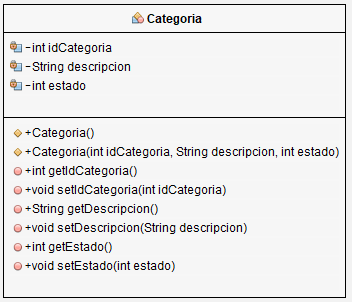 Categoria
-int idCategoria
-String descripcion
-int estado
+Categoria()
+Categoria(int idCategoria, String descripcion, int estado)
+int getIdCategoria()
+void setIdCategoria(int idCategoria)
+String getDescripcion()
+void setDescripcion(String descripcion)
+int getEstado()
+void setEstado(int estado)